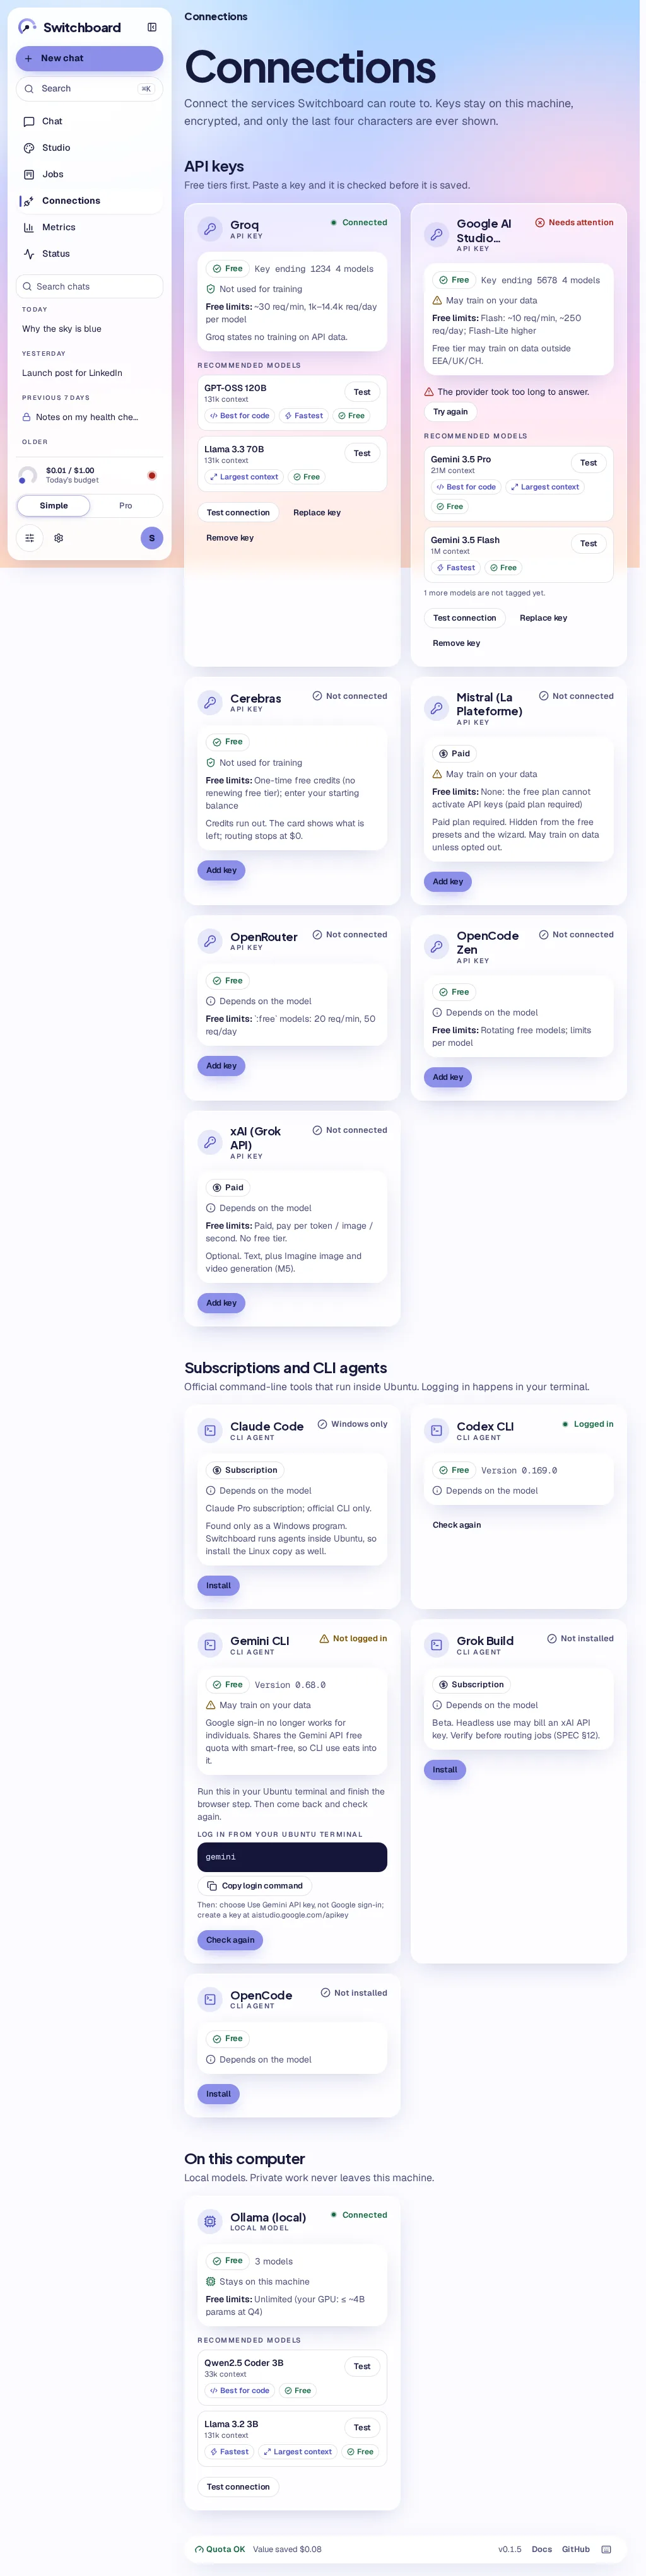 Switchboard
New chat
Search ⌘K
Chat
Studio
Jobs
Connections
Metrics
Status
Search chats
TODAY
Why the sky is blue
YESTERDAY
Launch post for LinkedIn
PREVIOUS 7 DAYS
Notes on my health che...
OLDER
$0.01 / $1.00
Today's budget
Simple Pro
S
Connections
Connections
Connect the services Switchboard can route to. Keys stay on this machine,
encrypted, and only the last four characters are ever shown.
API keys
Free tiers first. Paste a key and it is checked before it is saved.
Groq
API KEY
Connected
Free Key ending 1234 4 models
Not used for training
Free limits: ~30 req/min, 1k–14.4k req/day
per model
Groq states no training on API data.
RECOMMENDED MODELS
GPT-OSS 120B
131k context
Test
Best for code Fastest Free
Llama 3.3 70B
131k context
Test
Largest context Free
Test connection Replace key
Remove key
Google AI
Studio...
API KEY
Needs attention
Free Key ending 5678 4 models
May train on your data
Free limits: Flash: ~10 req/min, ~250
req/day; Flash-Lite higher
Free tier may train on data outside
EEA/UK/CH.
The provider took too long to answer.
Try again
RECOMMENDED MODELS
Gemini 3.5 Pro
2.1M context
Test
Best for code Largest context
Free
Gemini 3.5 Flash
1M context
Test
Fastest Free
1 more models are not tagged yet.
Test connection Replace key
Remove key
Cerebras
API KEY
Not connected
Free
Not used for training
Free limits: One-time free credits (no
renewing free tier); enter your starting
balance
Credits run out. The card shows what is
left; routing stops at $0.
Add key
Mistral (La
Plateforme)
API KEY
Not connected
Paid
May train on your data
Free limits: None: the free plan cannot
activate API keys (paid plan required)
Paid plan required. Hidden from the free
presets and the wizard. May train on data
unless opted out.
Add key
OpenRouter
API KEY
Not connected
Free
Depends on the model
Free limits: `:free` models: 20 req/min, 50
req/day
Add key
OpenCode
Zen
API KEY
Not connected
Free
Depends on the model
Free limits: Rotating free models; limits
per model
Add key
xAI (Grok
API)
API KEY
Not connected
Paid
Depends on the model
Free limits: Paid, pay per token / image /
second. No free tier.
Optional. Text, plus Imagine image and
video generation (M5).
Add key
Subscriptions and CLI agents
Official command-line tools that run inside Ubuntu. Logging in happens in your terminal.
Claude Code
CLI AGENT
Windows only
Subscription
Depends on the model
Claude Pro subscription; official CLI only.
Found only as a Windows program.
Switchboard runs agents inside Ubuntu, so
install the Linux copy as well.
Install
Codex CLI
CLI AGENT
Logged in
Free Version 0.169.0
Depends on the model
Check again
Gemini CLI
CLI AGENT
Not logged in
Free Version 0.68.0
May train on your data
Google sign-in no longer works for
individuals. Shares the Gemini API free
quota with smart-free, so CLI use eats into
it.
Run this in your Ubuntu terminal and finish the
browser step. Then come back and check
again.
LOG IN FROM YOUR UBUNTU TERMINAL
gemini
Copy login command
Then: choose Use Gemini API key, not Google sign-in;
create a key at aistudio.google.com/apikey
Check again
Grok Build
CLI AGENT
Not installed
Subscription
Depends on the model
Beta. Headless use may bill an xAI API
key. Verify before routing jobs (SPEC §12).
Install
OpenCode
CLI AGENT
Not installed
Free
Depends on the model
Install
On this computer
Local models. Private work never leaves this machine.
Ollama (local)
LOCAL MODEL
Connected
Free 3 models
Stays on this machine
Free limits: Unlimited (your GPU: ≤ ~4B
params at Q4)
RECOMMENDED MODELS
Qwen2.5 Coder 3B
33k context
Test
Best for code Free
Llama 3.2 3B
131k context
Test
Fastest Largest context Free
Test connection
Quota OK Value saved $0.08 v0.1.5 Docs GitHub